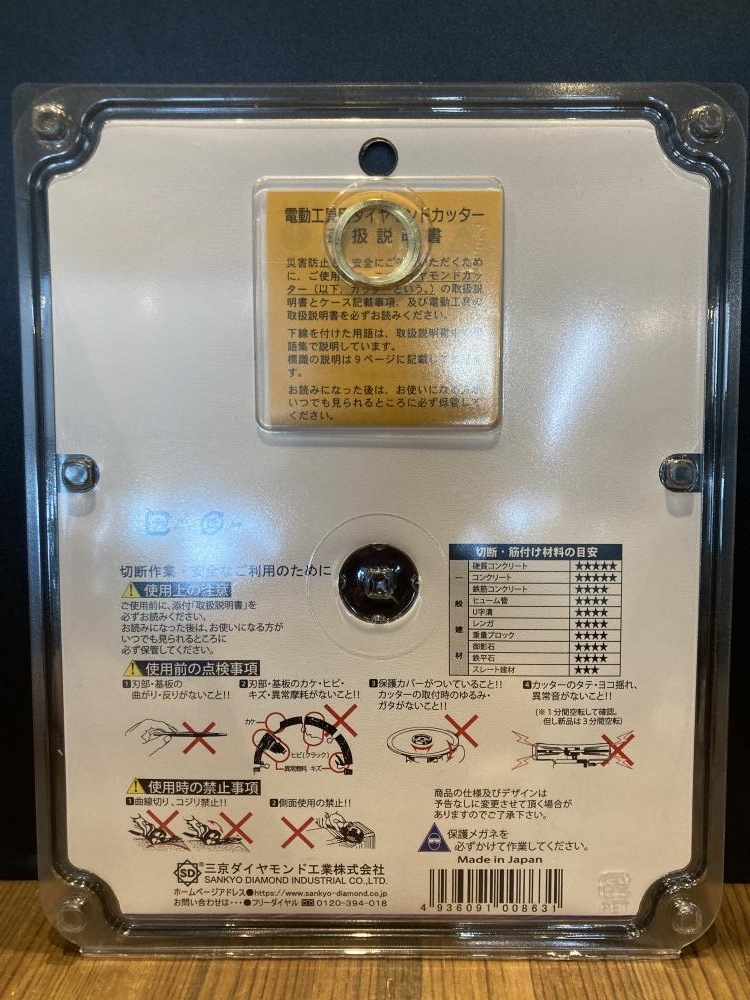 電動工具用ダイヤモンドカッター
取扱説明書
災害防止と、安全にご
ただくため
に、ご使用
ダイヤモンドカッ
ター（以下、カッターという。）の取扱説
明書とケース記載事項、及び電動工具の
取扱説明書を必ずお読みください。
下線を付けた用語は、取扱説明書
語集で説明しています。
標識の説明は9ページに記載して
す。
お読みになった後は、お使いになる方が
いつでも見られるところに必ず保管して
ください。
切断作業・安全なご利用のために
使用上の注意
ご使用前に、添付「取扱説明書」を
必ずお読みください。
お読みになった後は、お使いになる方が
いつでも見られるところに
必ず保管してください。
切断・筋付け材料の目安
一般建材
硬質コンクリート ★★★★★
コンクリート ★★★★★
鉄筋コンクリート ★★★★
ヒューム管 ★★★★
U字溝 ★★★★
レンガ ★★★★
重量ブロック ★★★★
御影石 ★★★★
鉄平石 ★★★★
スレート建材 ★★★
使用前の点検事項
1 刃部・基板の
曲がり・反りがないこと!!
2 刃部・基板のカケ・ヒビ・
キズ・異常摩耗がないこと!!
カケ
ヒビ（クラック）
異常磨耗 キズ
3 保護カバーがついていること!!
カッターの取付時のゆるみ・
ガタがないこと!!
4 カッターのタテ・ヨコ揺れ、
異常音がないこと!!
（※1分間空転して確認。
但し新品は3分間空転）
使用時の禁止事項
1 曲線切り、コジリ禁止!!
2 側面使用の禁止!!
商品の仕様及びデザインは
予告なしに変更させて頂く場合が
ありますのでご了承下さい。
保護メガネを
必ずかけて作業してください。
Made in Japan
SD® 三京ダイヤモンド工業株式会社
SANKYO DIAMOND INDUSTRIAL CO.,LTD.
ホームページアドレス●https://www.sankyo-diamond.co.jp
お問い合わせは・・・●フリーダイヤル 0120-394-018
4 936091 008631